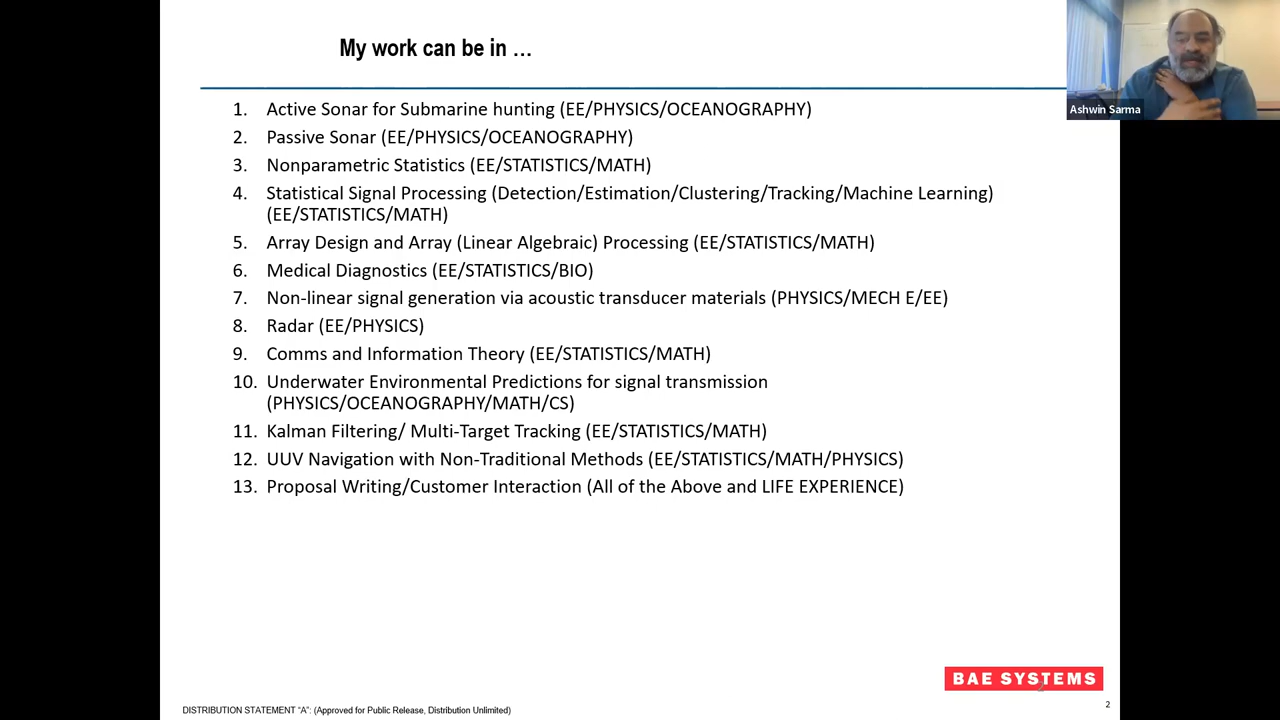 My work can be in …
Ashwin Sarma
1. Active Sonar for Submarine hunting (EE/PHYSICS/OCEANOGRAPHY)
2. Passive Sonar (EE/PHYSICS/OCEANOGRAPHY)
3. Nonparametric Statistics (EE/STATISTICS/MATH)
4. Statistical Signal Processing (Detection/Estimation/Clustering/Tracking/Machine Learning)
(EE/STATISTICS/MATH)
5. Array Design and Array (Linear Algebraic) Processing (EE/STATISTICS/MATH)
6. Medical Diagnostics (EE/STATISTICS/BIO)
7. Non-linear signal generation via acoustic transducer materials (PHYSICS/MECH E/EE)
8. Radar (EE/PHYSICS)
9. Comms and Information Theory (EE/STATISTICS/MATH)
10. Underwater Environmental Predictions for signal transmission
(PHYSICS/OCEANOGRAPHY/MATH/CS)
11. Kalman Filtering/ Multi-Target Tracking (EE/STATISTICS/MATH)
12. UUV Navigation with Non-Traditional Methods (EE/STATISTICS/MATH/PHYSICS)
13. Proposal Writing/Customer Interaction (All of the Above and LIFE EXPERIENCE)
BAE SYSTEMS
DISTRIBUTION STATEMENT "A": (Approved for Public Release, Distribution Unlimited)
2